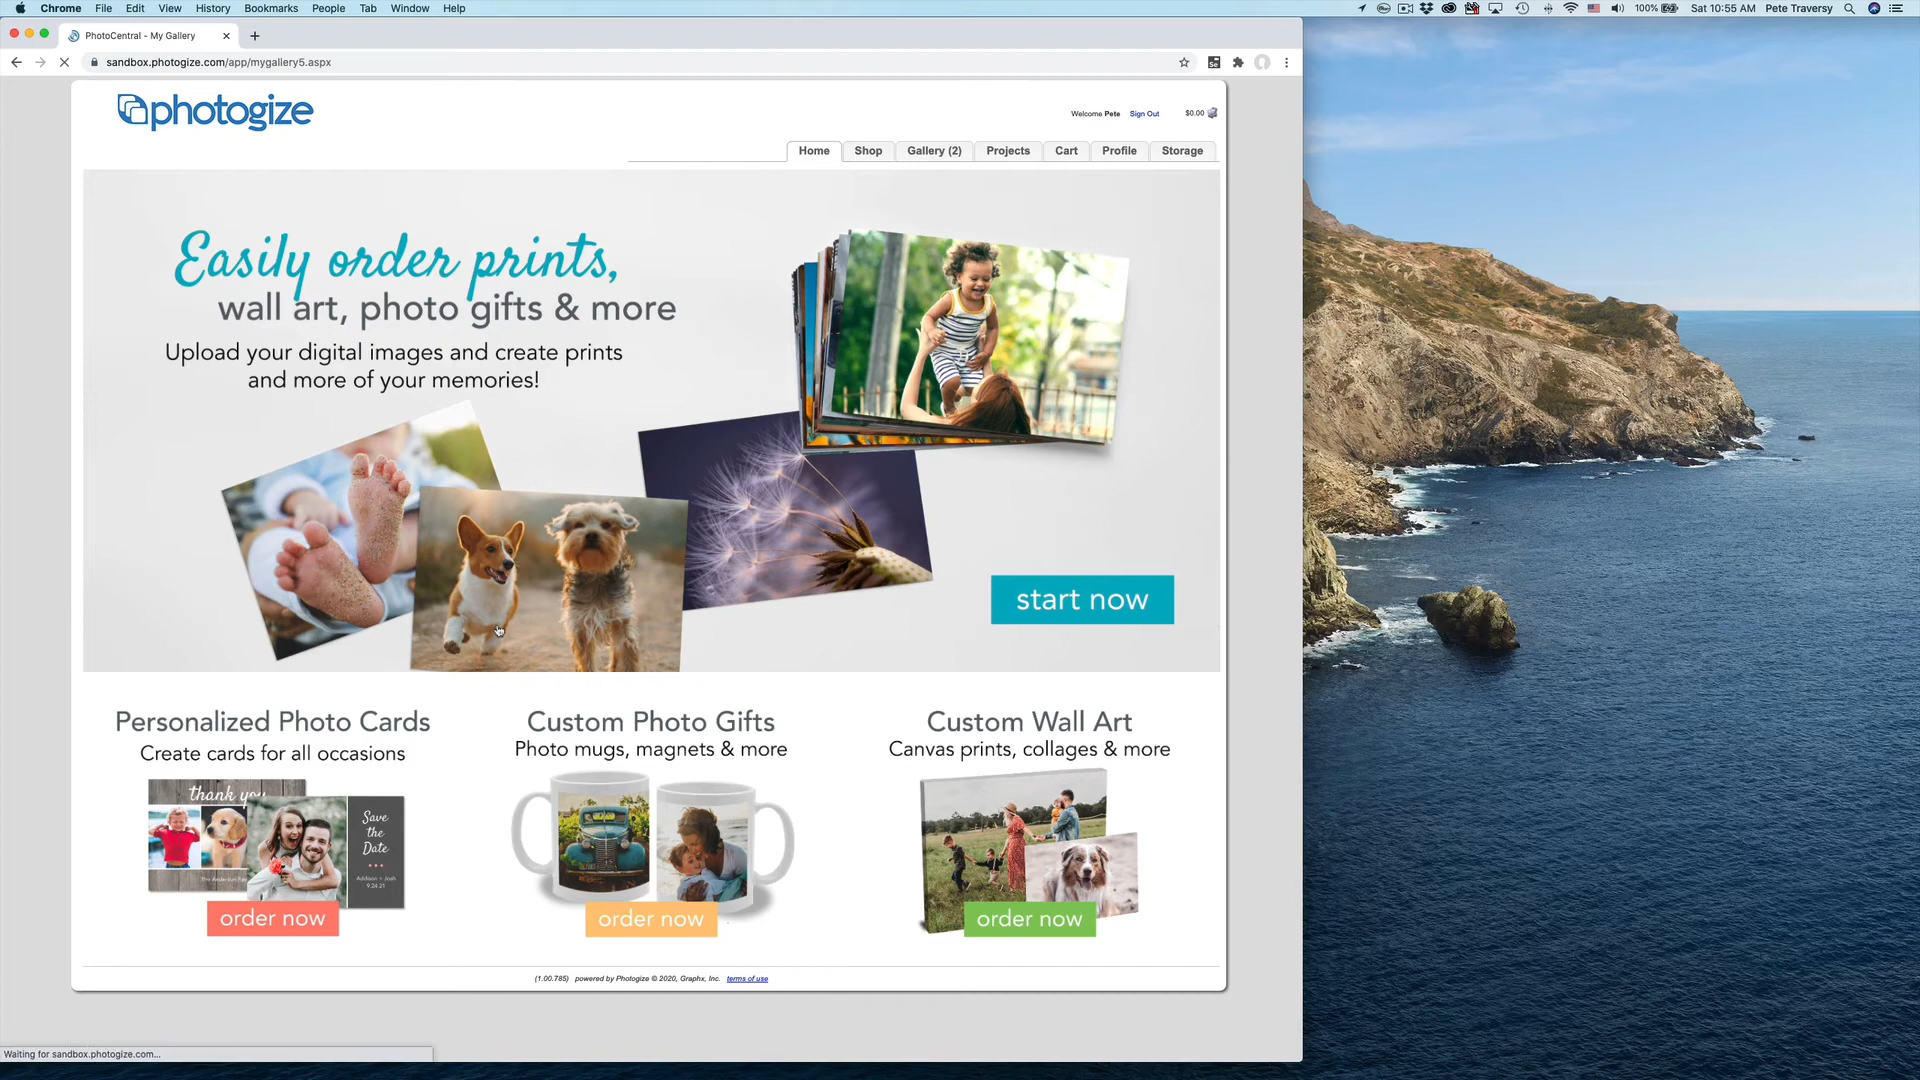 Chrome File Edit View History Bookmarks People Tab Window Help
100% Sat 10:55 AM Pete Traversy
PhotoCentral - My Gallery
sandbox.photogize.com/app/mygallery5.aspx
photogize
Welcome Pete Sign Out $0.00
Home Shop Gallery (2) Projects Cart Profile Storage
Easily order prints,
wall art, photo gifts & more
Upload your digital images and create prints
and more of your memories!
start now
Personalized Photo Cards
Create cards for all occasions
thank you
Save
the
Date
Addison + Josh
9.24.21
order now
Custom Photo Gifts
Photo mugs, magnets & more
order now
Custom Wall Art
Canvas prints, collages & more
order now
(1.00.785) powered by Photogize © 2020, Graphx, Inc. terms of use
Waiting for sandbox.photogize.com...